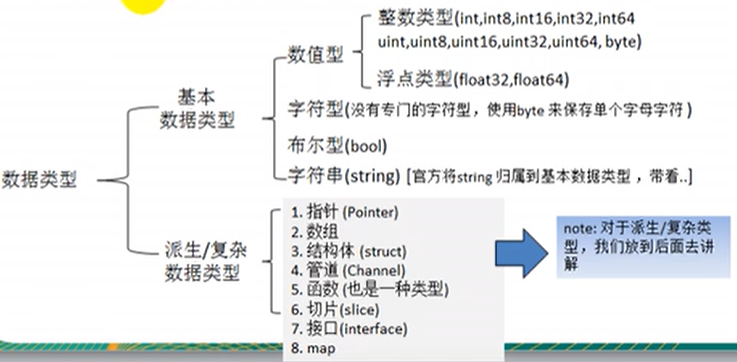 整数类型(int,int8,int16,int32,int64
uint,uint8,uint16,uint32,uint64, byte)
数值型
浮点类型(float32,float64)
基本
数据类型
字符型(没有专门的字符型，使用byte 来保存单个字母字符)
布尔型(bool)
字符串(string) [官方将string 归属到基本数据类型 ，带看..]
数据类型
派生/复杂
数据类型
1. 指针 (Pointer)
2. 数组
3. 结构体 (struct)
4. 管道 (Channel)
5. 函数 (也是一种类型)
6. 切片(slice)
7. 接口(interface)
8. map
note: 对于派生/复杂类
型，我们放到后面去讲
解